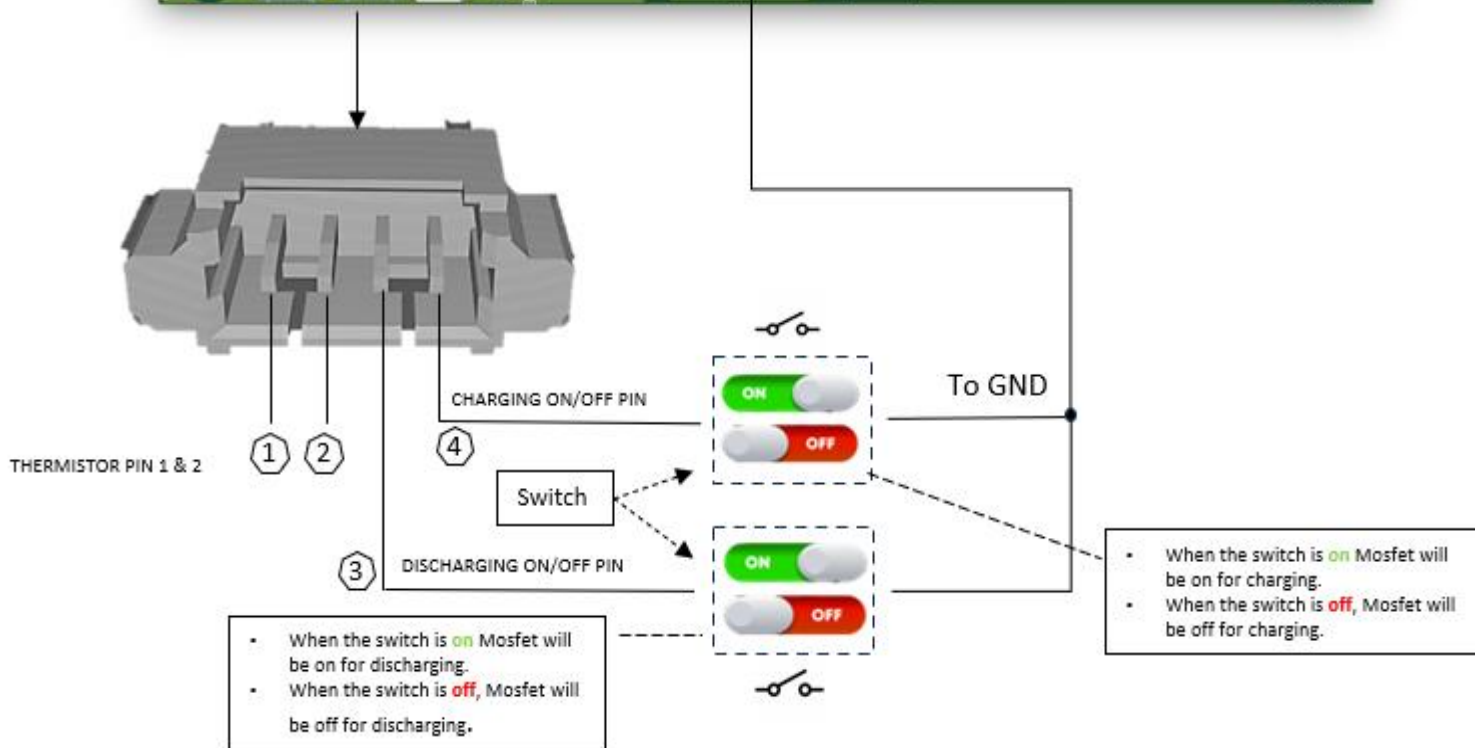 CHARGING ON/OFF PIN
To GND
ON
OFF
1
2
4
THERMISTOR PIN 1 & 2
Switch
3
DISCHARGING ON/OFF PIN
ON
OFF
• When the switch is on Mosfet will
be on for charging.
• When the switch is off, Mosfet will
be off for charging.
• When the switch is on Mosfet will
be on for discharging.
• When the switch is off, Mosfet will
be off for discharging.